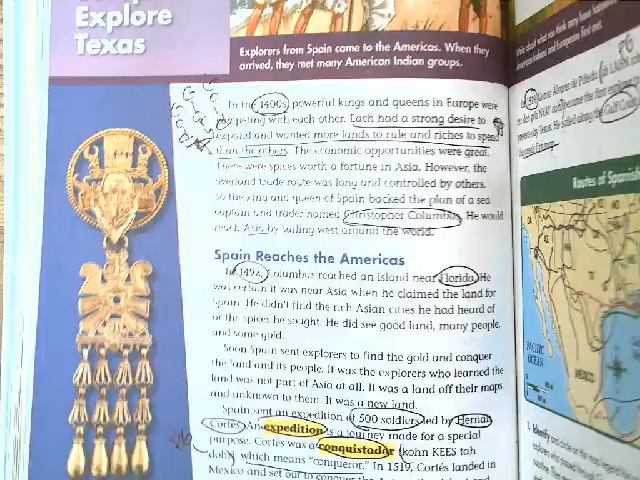 Explore
Texas
Explorers from Spain came to the Americas. When they
arrived, they met many American Indian groups.
In the 1400s powerful kings and queens in Europe were
competing with each other. Each had a strong desire to
expand and wanted more lands to rule and riches to spend
than the others. The economic opportunities were great.
There were spices worth a fortune in Asia. However, the
overland trade route was long and controlled by others.
So the king and queen of Spain backed the plan of a sea
captain and trader named Christopher Columbus. He would
reach Asia by sailing west around the world.
Spain Reaches the Americas
In 1492, Columbus reached an island near Florida. He
was certain it was near Asia when he claimed the land for
Spain. He didn't find the rich Asian cities he had heard of
or the spices he sought. He did see good land, many people,
and some gold.
Soon Spain sent explorers to find the gold and conquer
the land and its people. It was the explorers who learned the
land was not part of Asia at all. It was a land off their maps
and unknown to them. It was a new land.
Spain sent an expedition of 500 soldiers led by Hernán
Cortés. An expedition is a journey made for a special
purpose. Cortés was a conquistador (kohn KEES tah
dohr), which means "conqueror." In 1519, Cortés landed in
Mexico and set out to conquer the
Routes of Spanish
PACIFIC
OCEAN
MEXICO
1. Identify